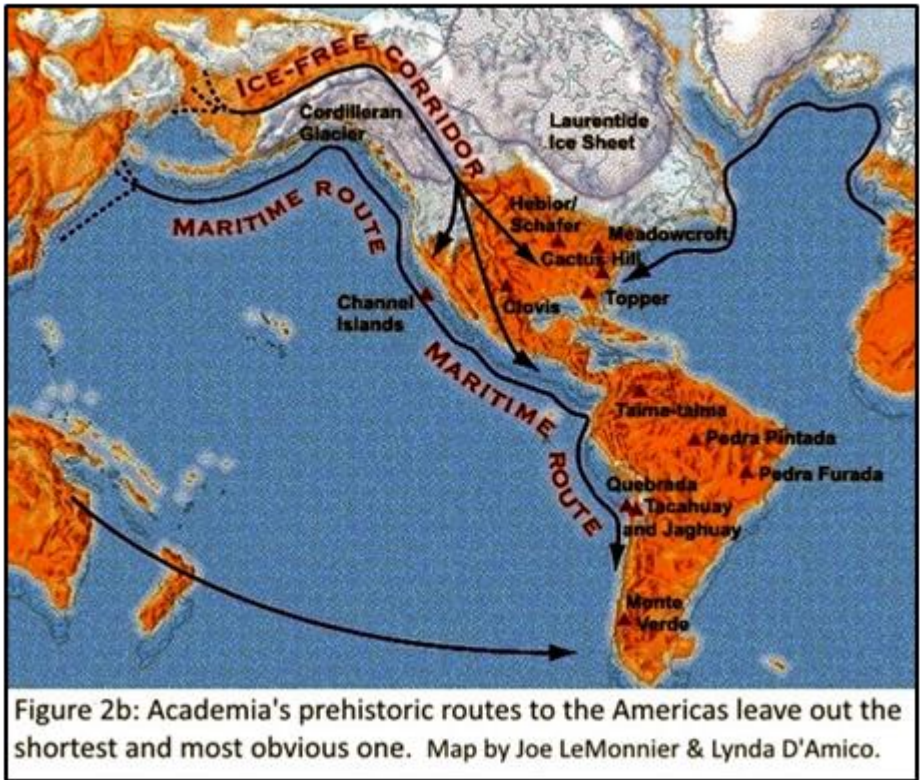 ICE-FREE CORRIDOR
Cordilleran
Glacier
Laurentide
Ice Sheet
MARITIME ROUTE
Hebior/
Schafer
Meadowcroft
Cactus Hill
Channel
Islands
Clovis
Topper
MARITIME ROUTE
Taima-taima
Pedra Pintada
Pedra Furada
Quebrada
Tacahuay
and Jaghuay
Monte
Verde
Figure 2b: Academia's prehistoric routes to the Americas leave out the
shortest and most obvious one. Map by Joe LeMonnier & Lynda D'Amico.